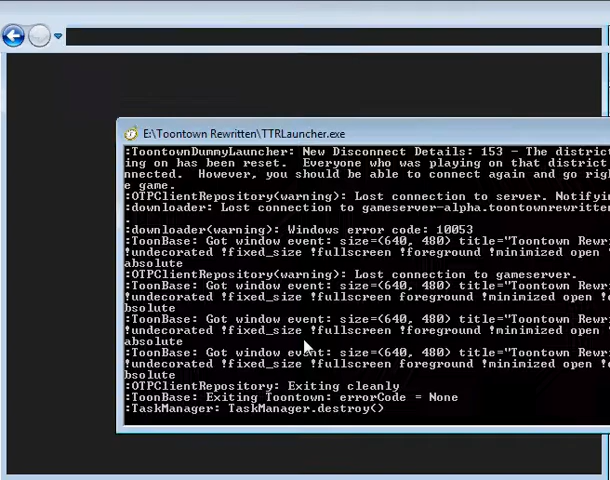 E:\Toontown Rewritten\TTRLauncher.exe
:ToontownDummyLauncher: New Disconnect Details: 153 - The district
ing on has been reset.  Everyone who was playing on that district
nnected.  However, you should be able to connect again and go righ
e game.
:OTPClientRepository(warning): Lost connection to server. Notifyin
:downloader: Lost connection to gameserver-alpha.toontownrewritte
.
:downloader(warning): Windows error code: 10053
:ToonBase: Got window event: size=(640, 480) title="Toontown Rewri
!undecorated !fixed_size !fullscreen !foreground !minimized open !
absolute
:OTPClientRepository(warning): Lost connection to gameserver.
:ToonBase: Got window event: size=(640, 480) title="Toontown Rewri
!undecorated !fixed_size !fullscreen foreground !minimized open !c
bsolute
:ToonBase: Got window event: size=(640, 480) title="Toontown Rewri
!undecorated !fixed_size !fullscreen !foreground !minimized open !
absolute
:ToonBase: Got window event: size=(640, 480) title="Toontown Rewri
!undecorated !fixed_size !fullscreen foreground !minimized open !c
bsolute
:OTPClientRepository: Exiting cleanly
:ToonBase: Exiting Toontown: errorCode = None
:TaskManager: TaskManager.destroy()